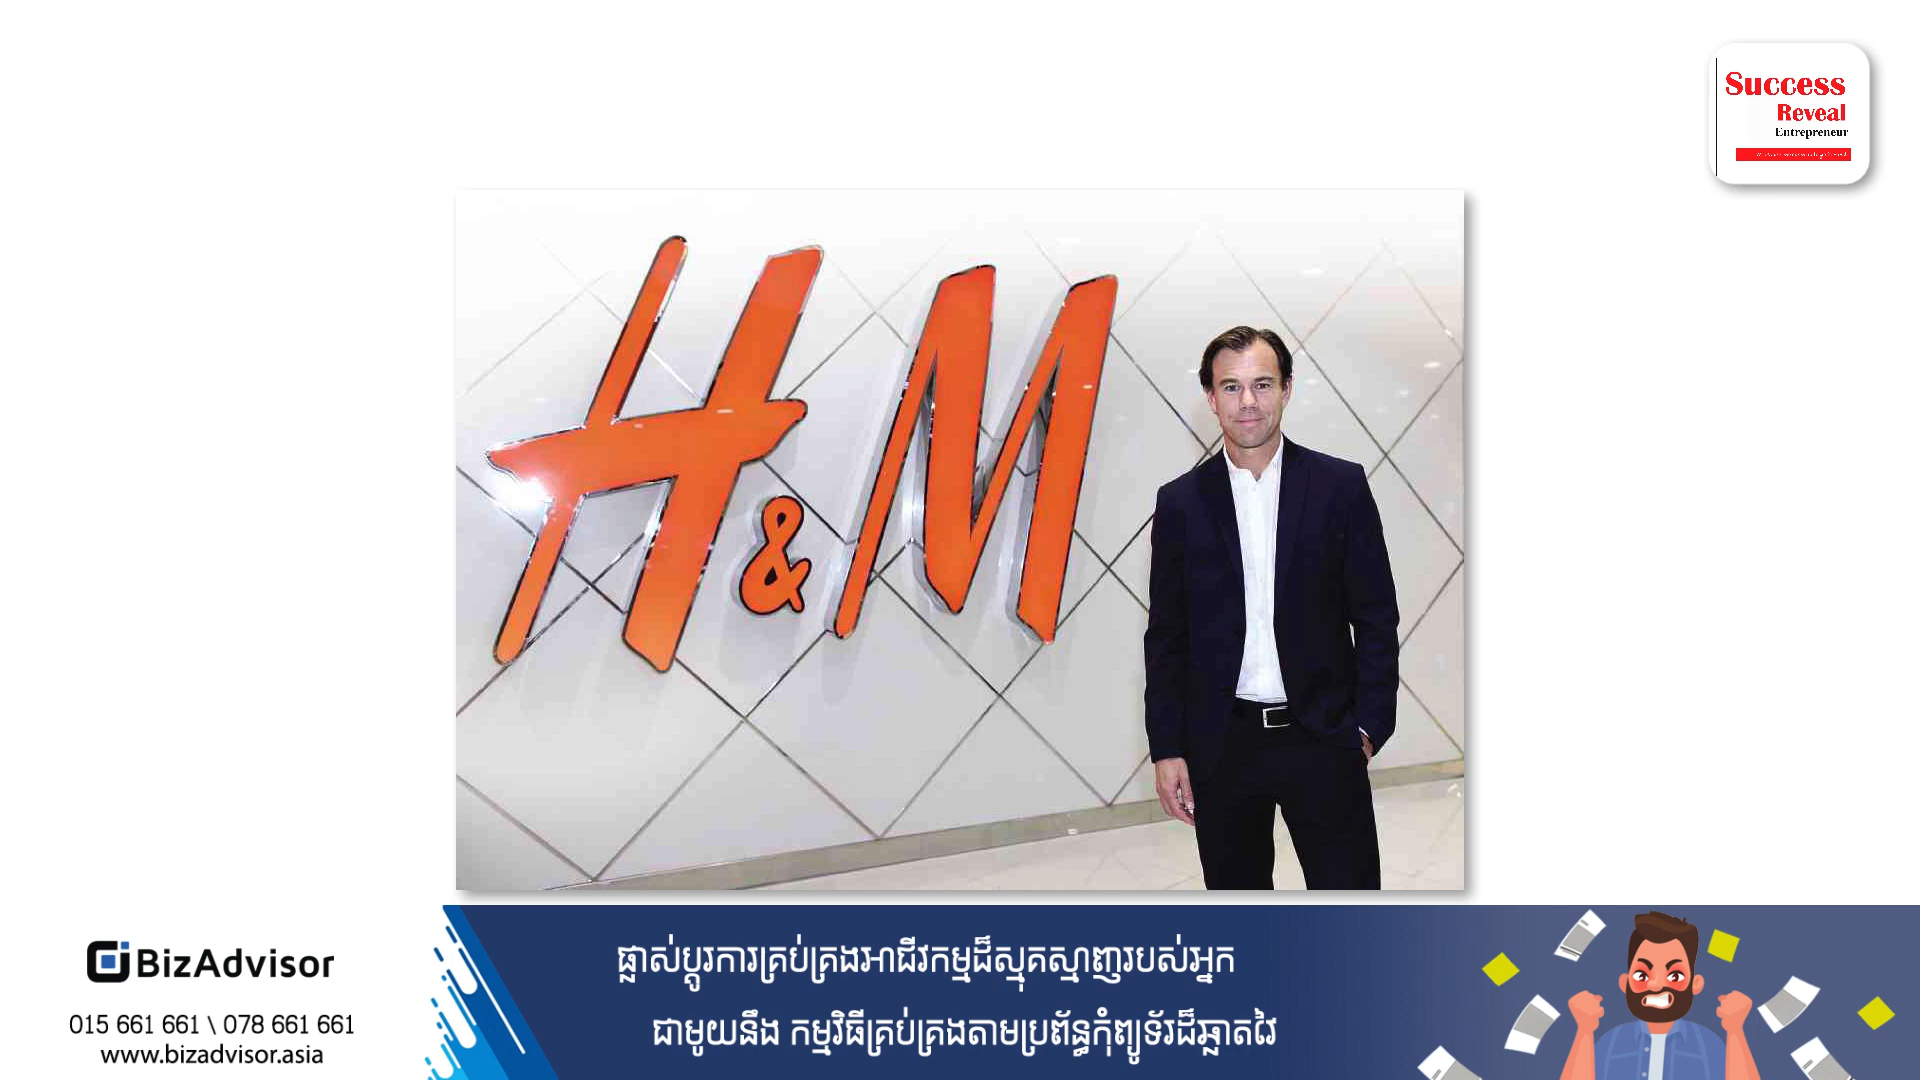 Success
Reveal
Entrepreneur
H&M
BizAdvisor
015 661 661 \ 078 661 661
www.bizadvisor.asia
ផ្លាស់ប្តូរការគ្រប់គ្រងអាជីវកម្មដ៏ស្មុគស្មាញរបស់អ្នក
ជាមួយនឹង កម្មវិធីគ្រប់គ្រងតាមប្រព័ន្ធកុំព្យូទ័រដ៏ឆ្លាតវៃ